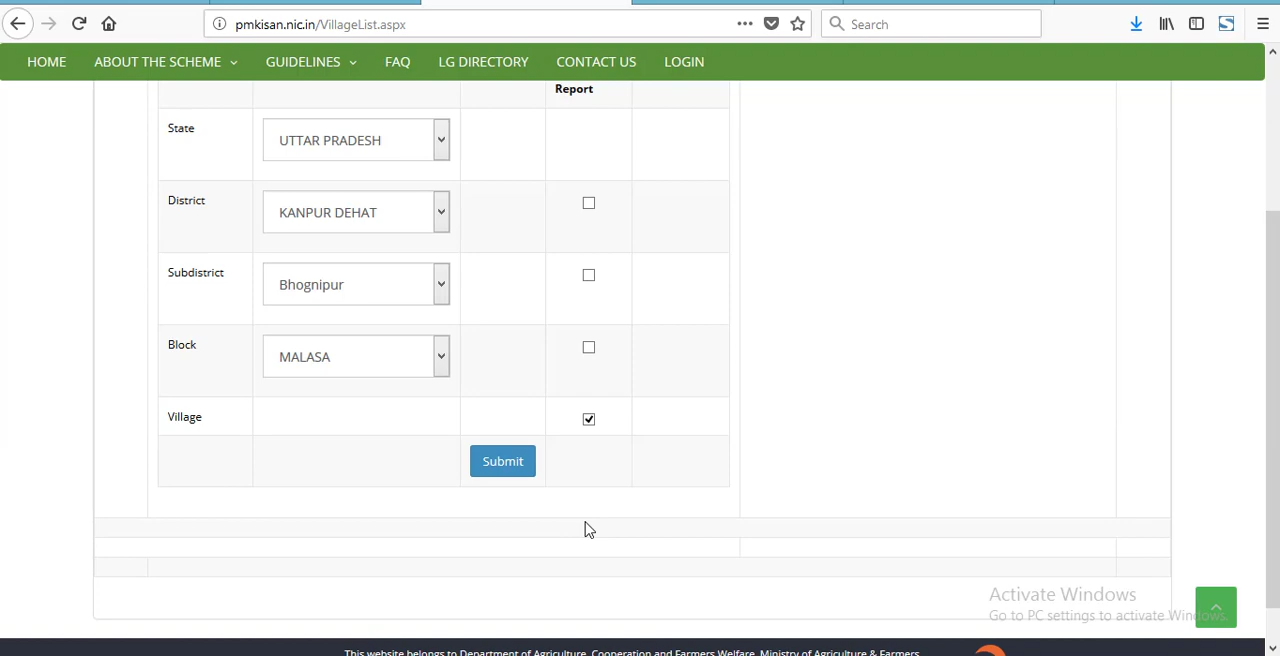 pmkisan.nic.in/VillageList.aspx
Search
HOME ABOUT THE SCHEME GUIDELINES FAQ LG DIRECTORY CONTACT US LOGIN
Report
State UTTAR PRADESH
District KANPUR DEHAT
Subdistrict Bhognipur
Block MALASA
Village
Submit
Activate Windows
Go to PC settings to activate Windows.
This website belongs to Department of Agriculture, Cooperation and Farmers Welfare, Ministry of Agriculture & Farmers